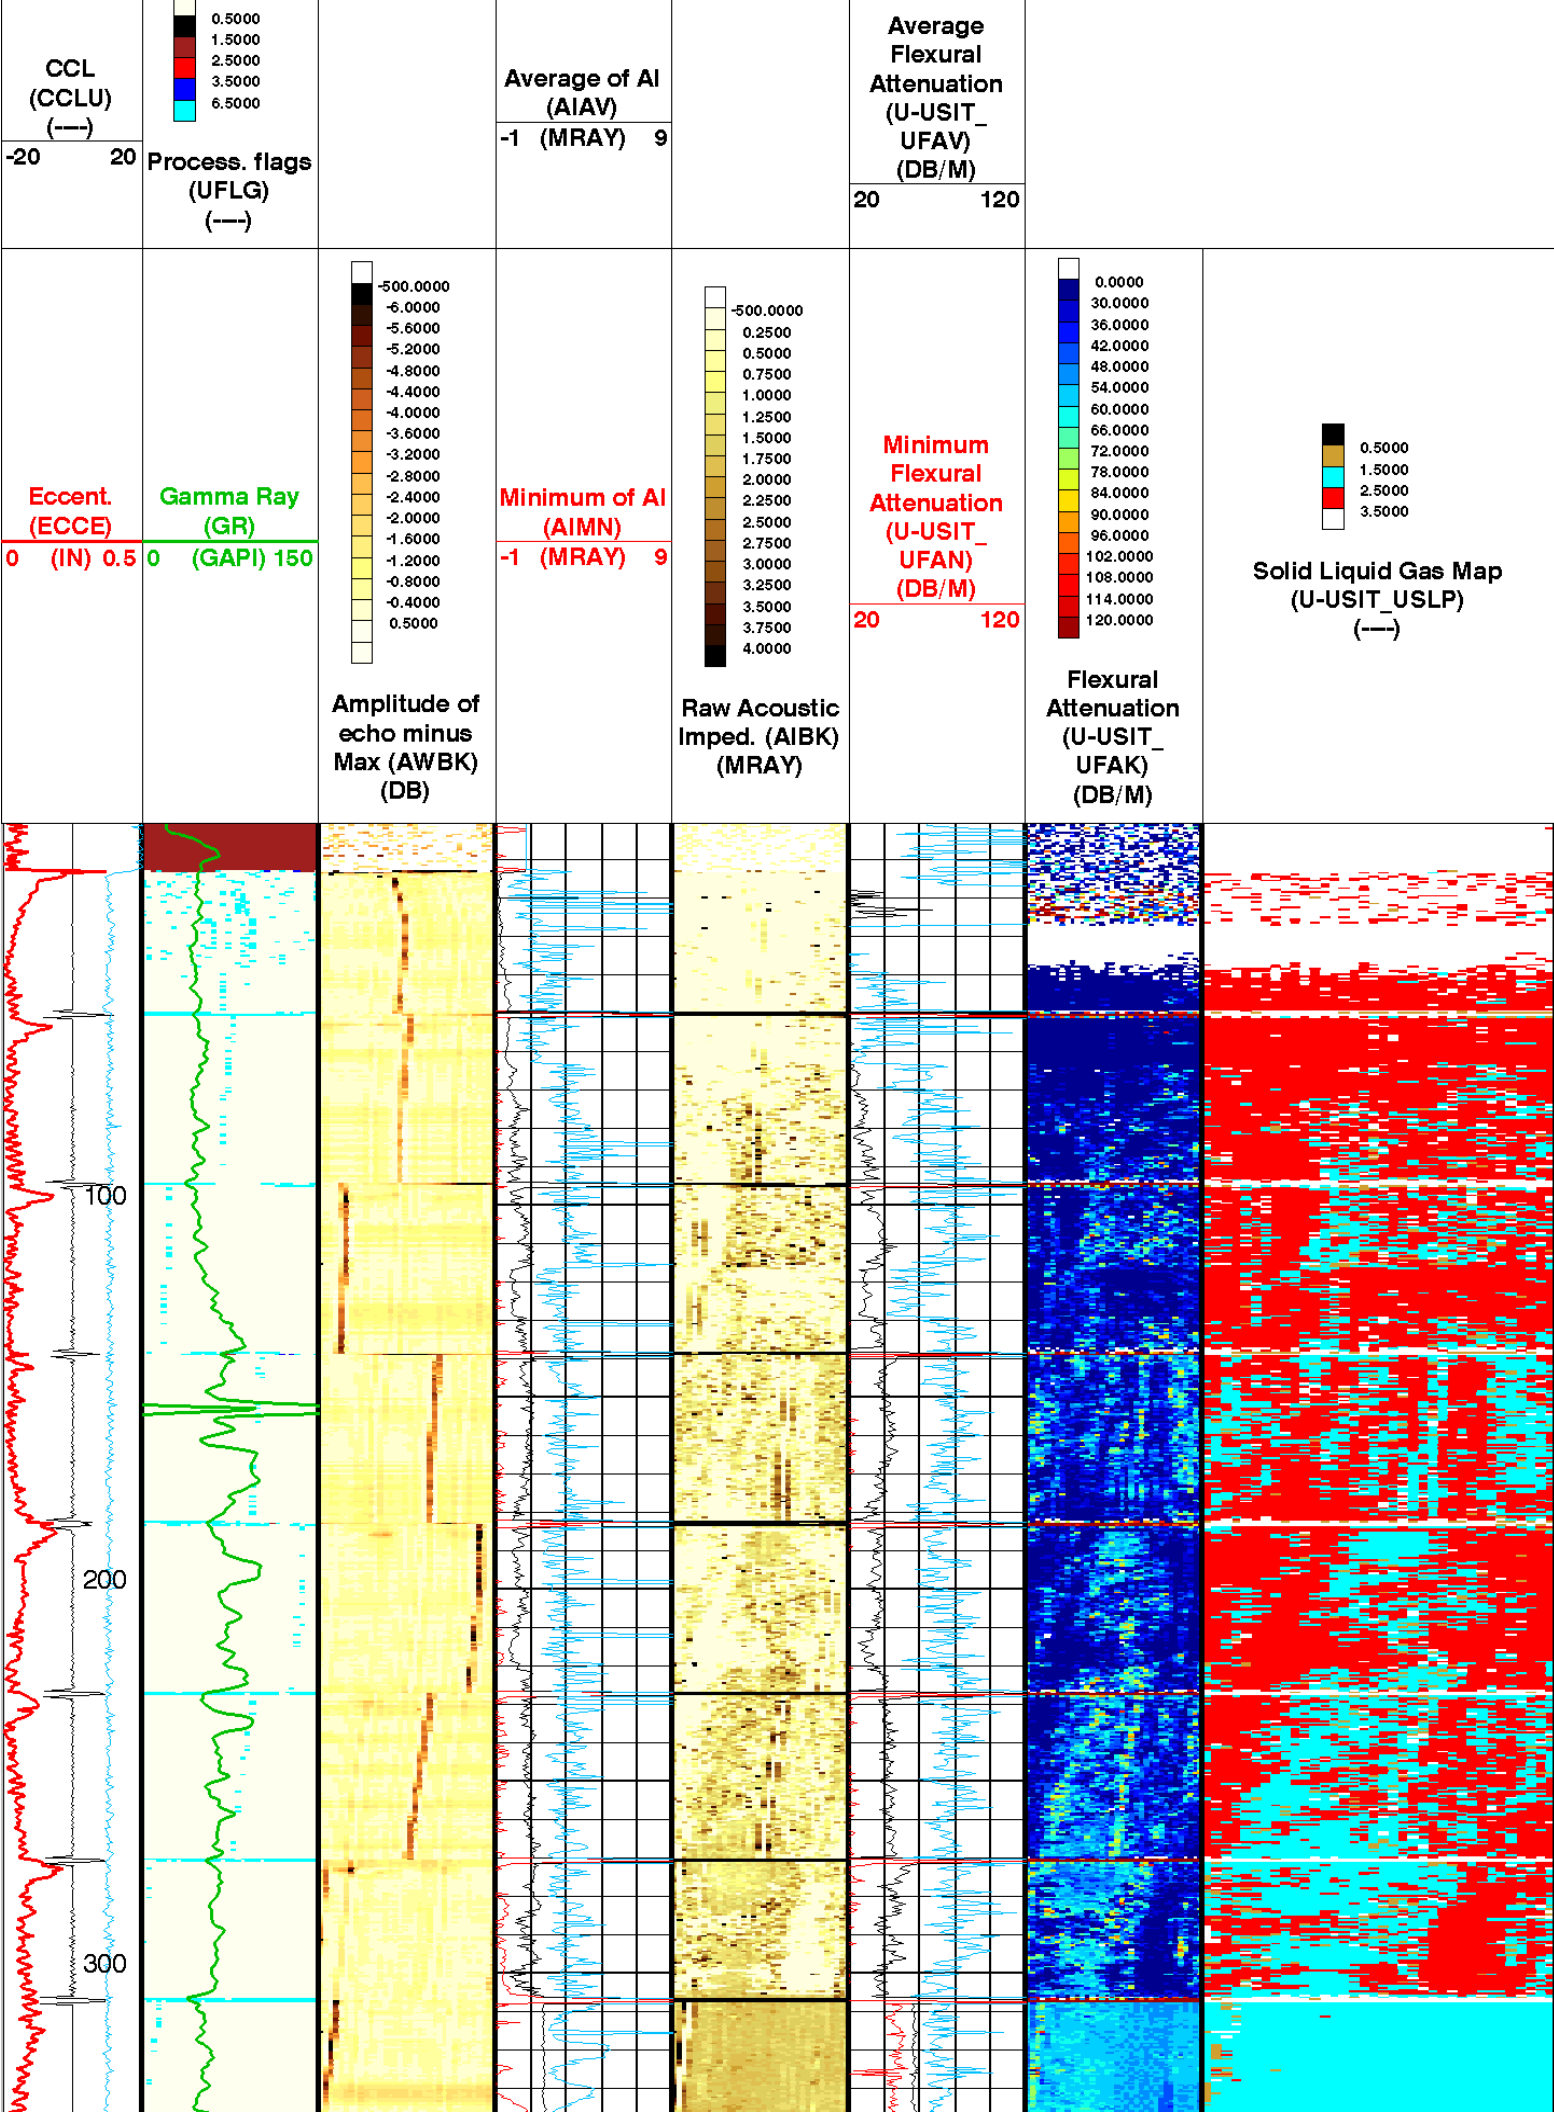 CCL
(CCLU)
(----)
-20 20
0.5000
1.5000
2.5000
3.5000
6.5000
Process. flags
(UFLG)
(----)
Average of AI
(AIAV)
-1 (MRAY) 9
Average
Flexural
Attenuation
(U-USIT_
UFAV)
(DB/M)
20 120
Eccent.
(ECCE)
0 (IN) 0.5
Gamma Ray
(GR)
0 (GAPI) 150
-500.0000
-6.0000
-5.6000
-5.2000
-4.8000
-4.4000
-4.0000
-3.6000
-3.2000
-2.8000
-2.4000
-2.0000
-1.6000
-1.2000
-0.8000
-0.4000
0.5000
Amplitude of
echo minus
Max (AWBK)
(DB)
Minimum of AI
(AIMN)
-1 (MRAY) 9
-500.0000
0.2500
0.5000
0.7500
1.0000
1.2500
1.5000
1.7500
2.0000
2.2500
2.5000
2.7500
3.0000
3.2500
3.5000
3.7500
4.0000
Raw Acoustic
Imped. (AIBK)
(MRAY)
Minimum
Flexural
Attenuation
(U-USIT_
UFAN)
(DB/M)
20 120
0.0000
30.0000
36.0000
42.0000
48.0000
54.0000
60.0000
66.0000
72.0000
78.0000
84.0000
90.0000
96.0000
102.0000
108.0000
114.0000
120.0000
Flexural
Attenuation
(U-USIT_
UFAK)
(DB/M)
0.5000
1.5000
2.5000
3.5000
Solid Liquid Gas Map
(U-USIT_USLP)
(----)
100
200
300